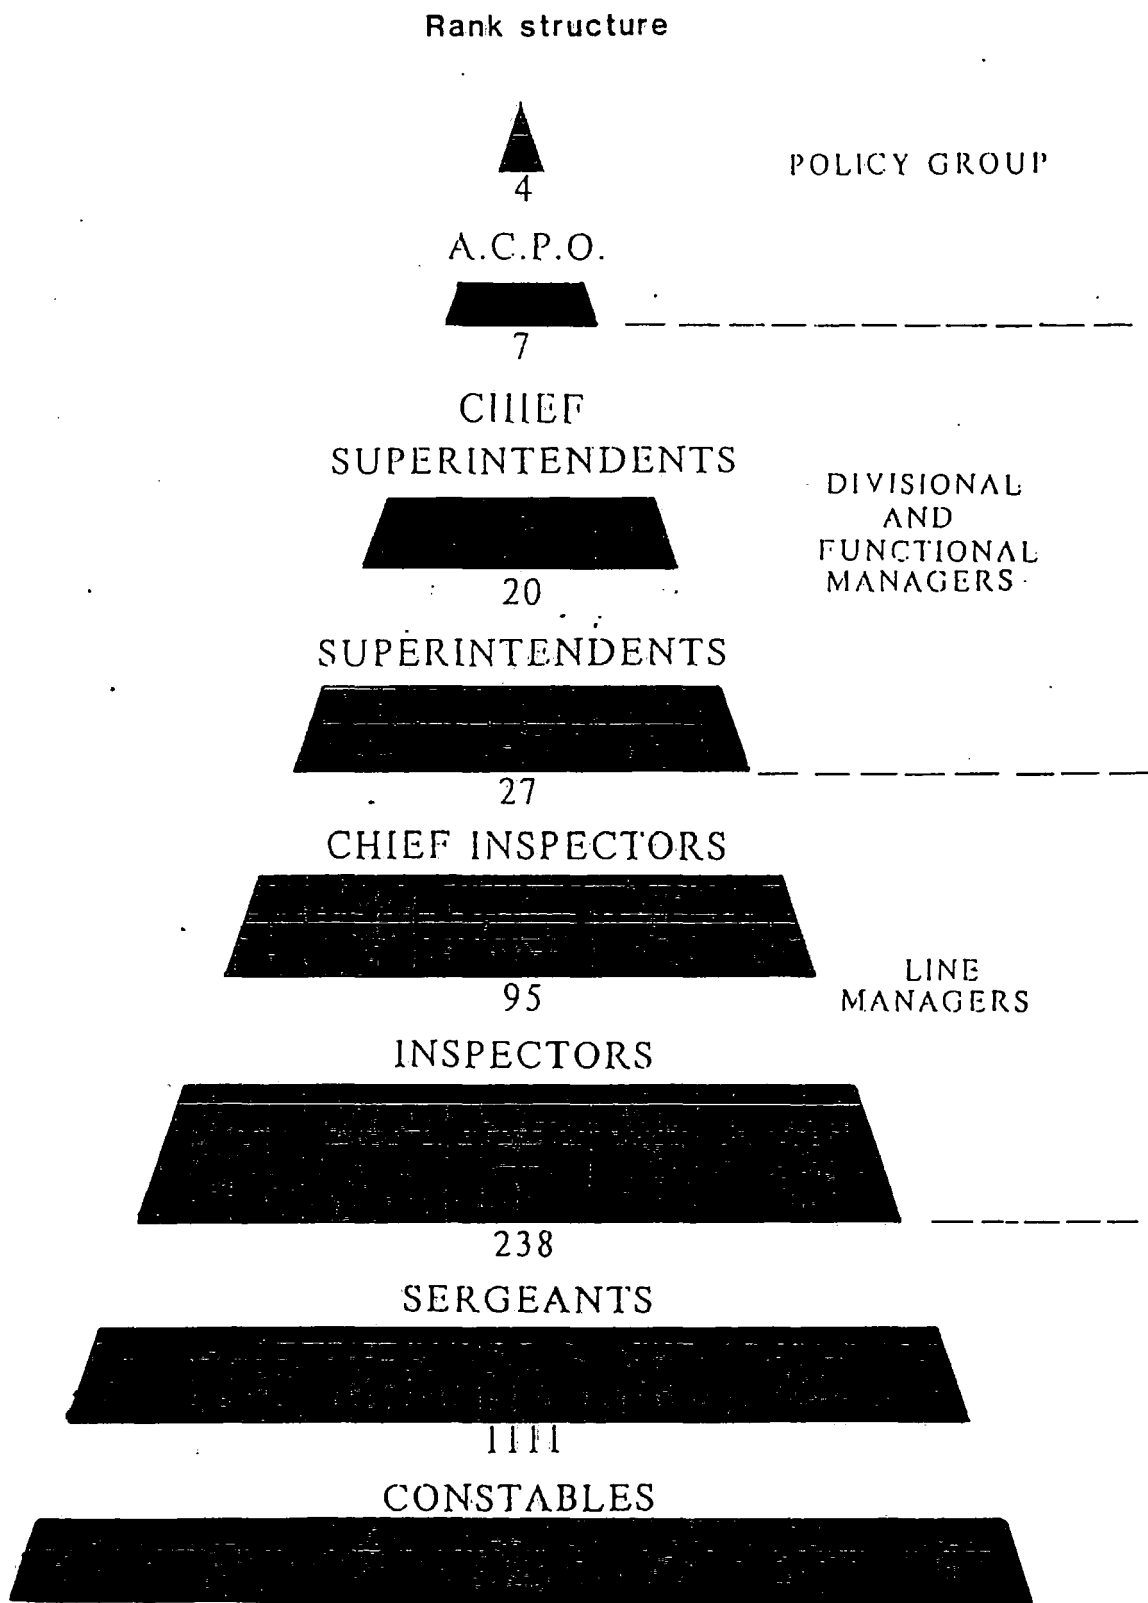 Rank structure
4
POLICY GROUP
A.C.P.O.
7
CHIEF
SUPERINTENDENTS
DIVISIONAL
AND
FUNCTIONAL
MANAGERS
20
SUPERINTENDENTS
27
CHIEF INSPECTORS
95
LINE
MANAGERS
INSPECTORS
238
SERGEANTS
1111
CONSTABLES